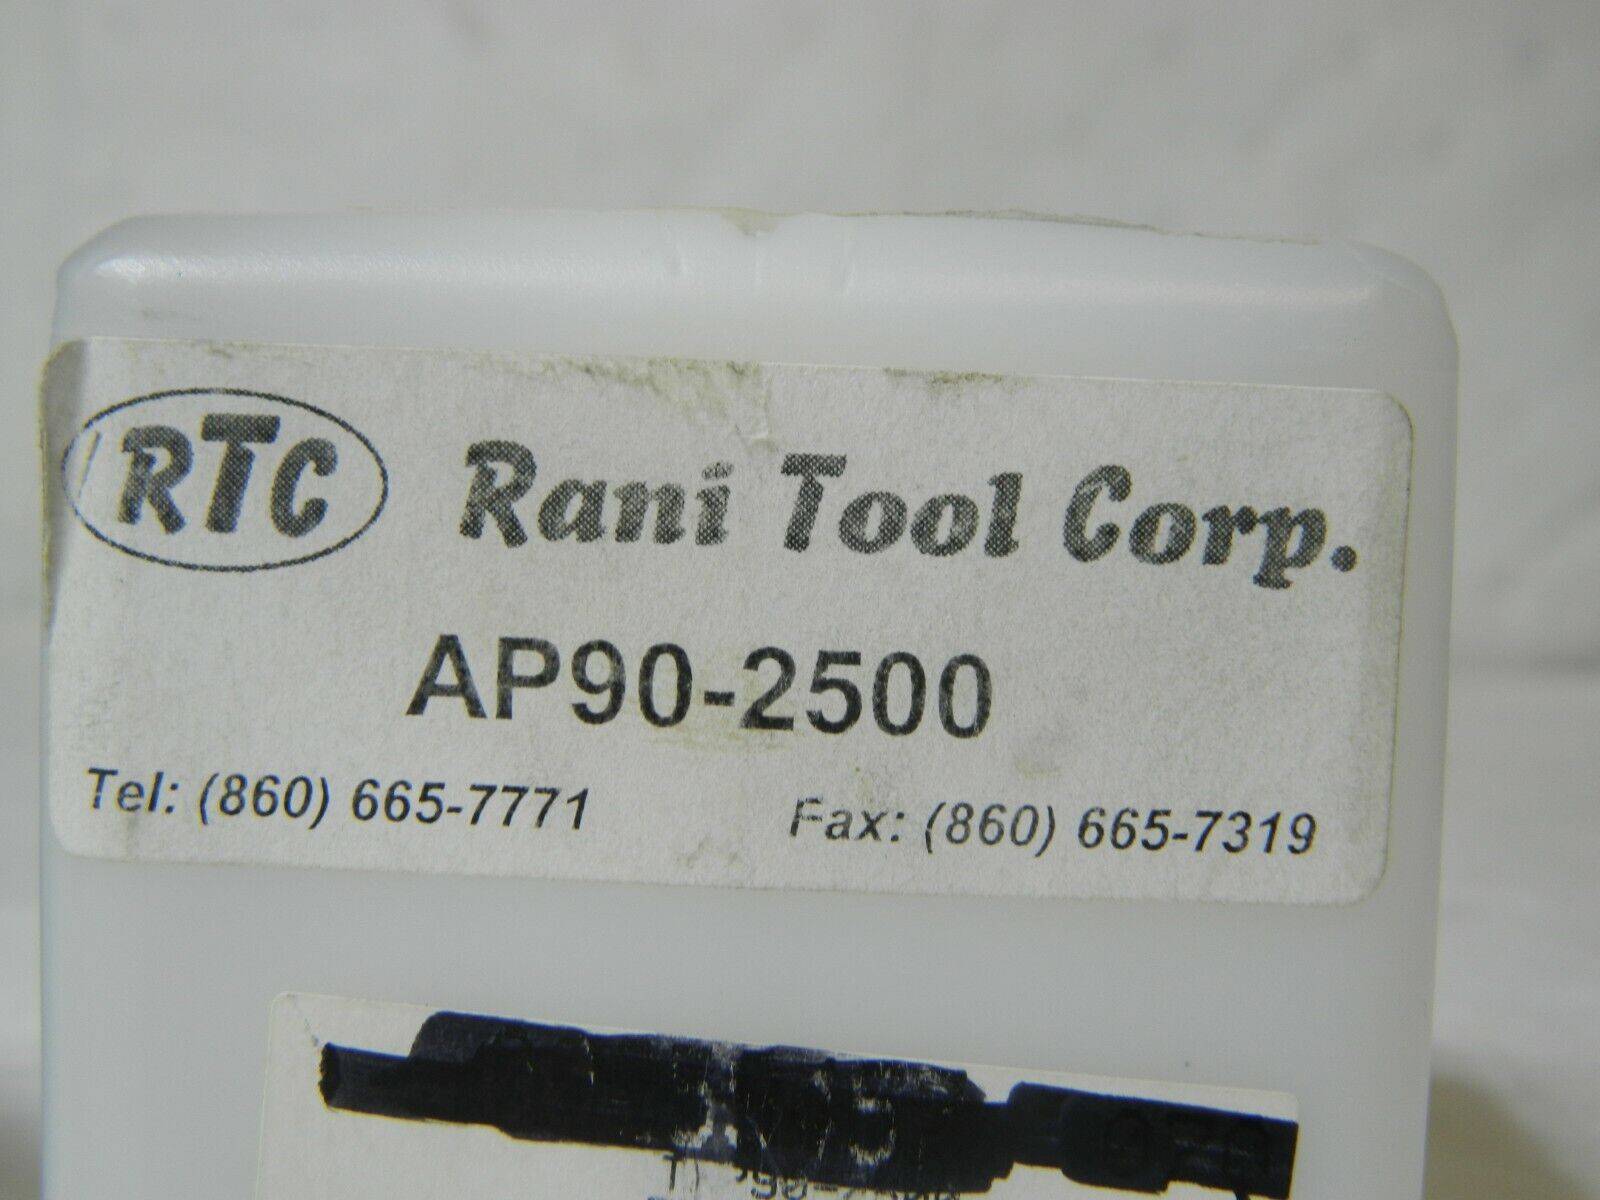 RTC Rani Tool Corp.
AP90-2500
Tel: (860) 665-7771 Fax: (860) 665-7319